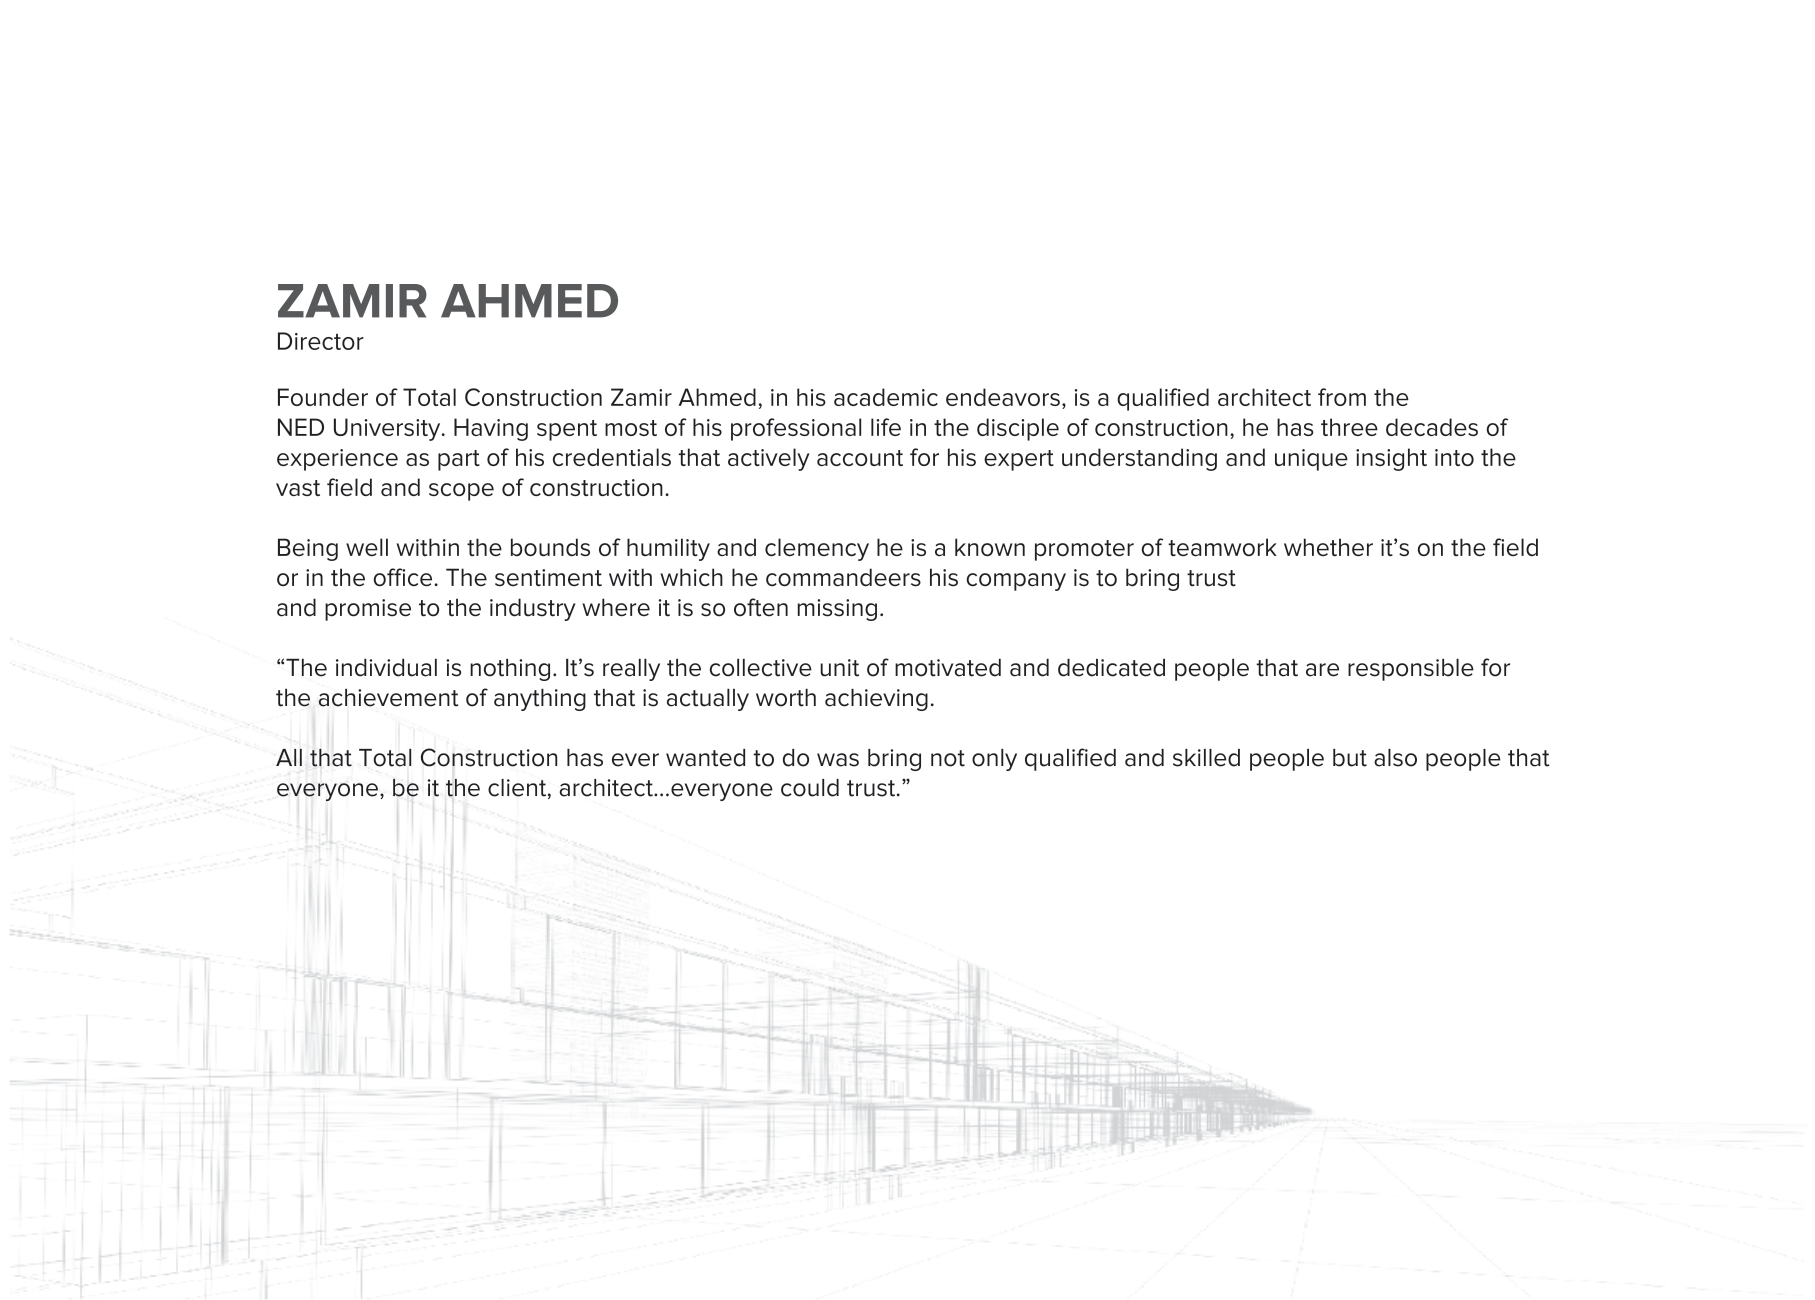 ZAMIR AHMED
Director
Founder of Total Construction Zamir Ahmed, in his academic endeavors, is a qualified architect from the
NED University. Having spent most of his professional life in the disciple of construction, he has three decades of
experience as part of his credentials that actively account for his expert understanding and unique insight into the
vast field and scope of construction.
Being well within the bounds of humility and clemency he is a known promoter of teamwork whether it’s on the field
or in the office. The sentiment with which he commandeers his company is to bring trust
and promise to the industry where it is so often missing.
“The individual is nothing. It’s really the collective unit of motivated and dedicated people that are responsible for
the achievement of anything that is actually worth achieving.
All that Total Construction has ever wanted to do was bring not only qualified and skilled people but also people that
everyone, be it the client, architect...everyone could trust.”